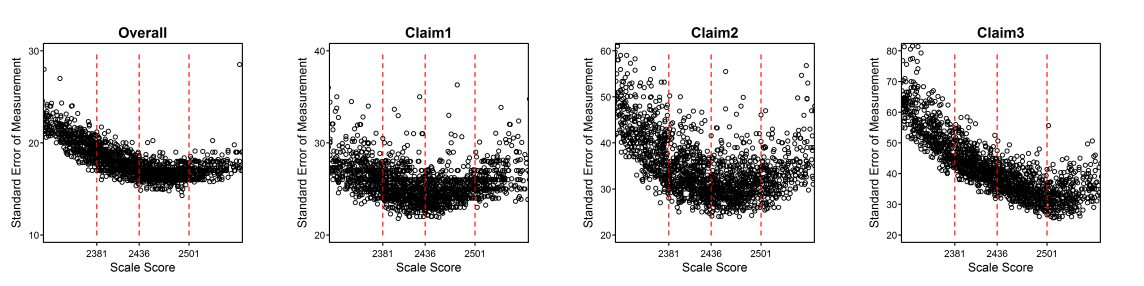 Overall
Standard Error of Measurement
30
20
10
2381 2436 2501
Scale Score
Claim1
Standard Error of Measurement
40
30
20
2381 2436 2501
Scale Score
Claim2
Standard Error of Measurement
60
50
40
30
20
2381 2436 2501
Scale Score
Claim3
Standard Error of Measurement
80
70
60
50
40
30
20
2381 2436 2501
Scale Score